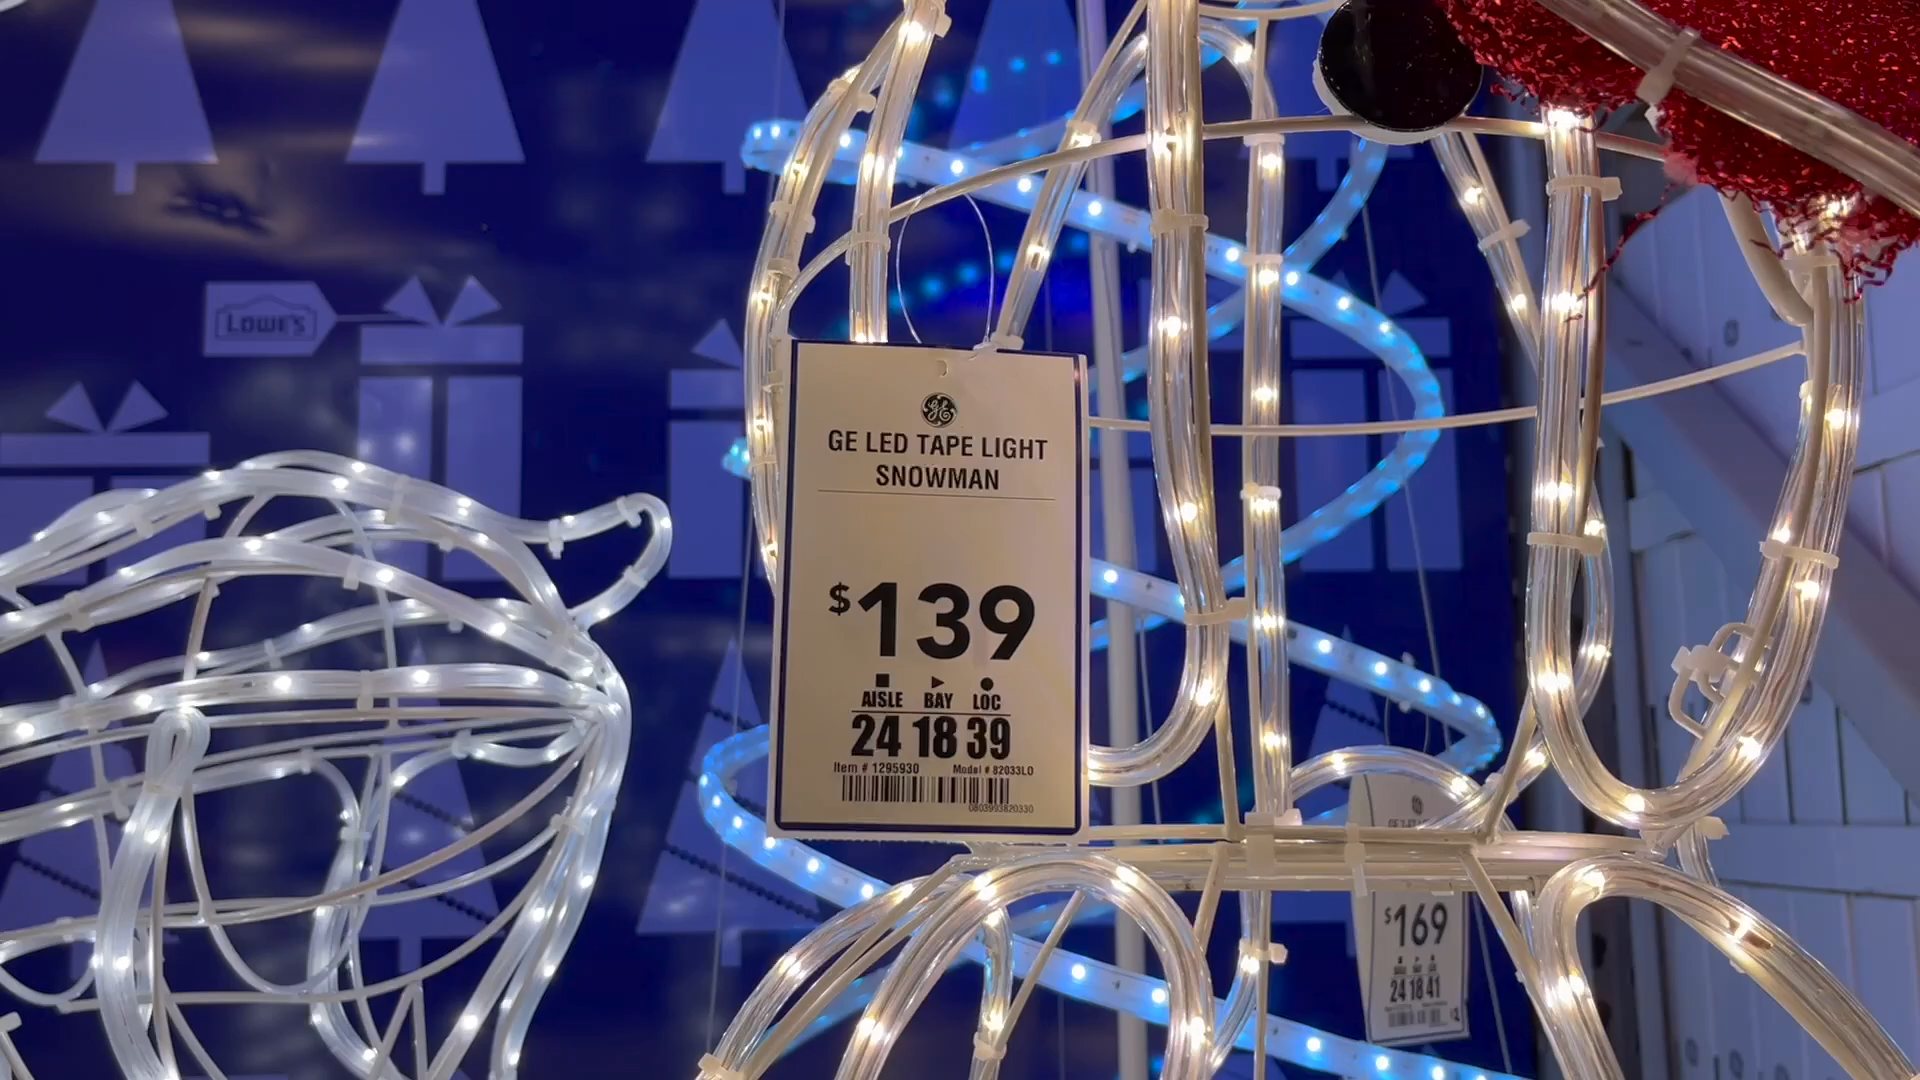 LOWE'S
GE
GE LED TAPE LIGHT
SNOWMAN
$139
AISLE BAY LOC
24 18 39
Item # 1295930 Model # 82033LO
0803993820330
$169
24 18 41